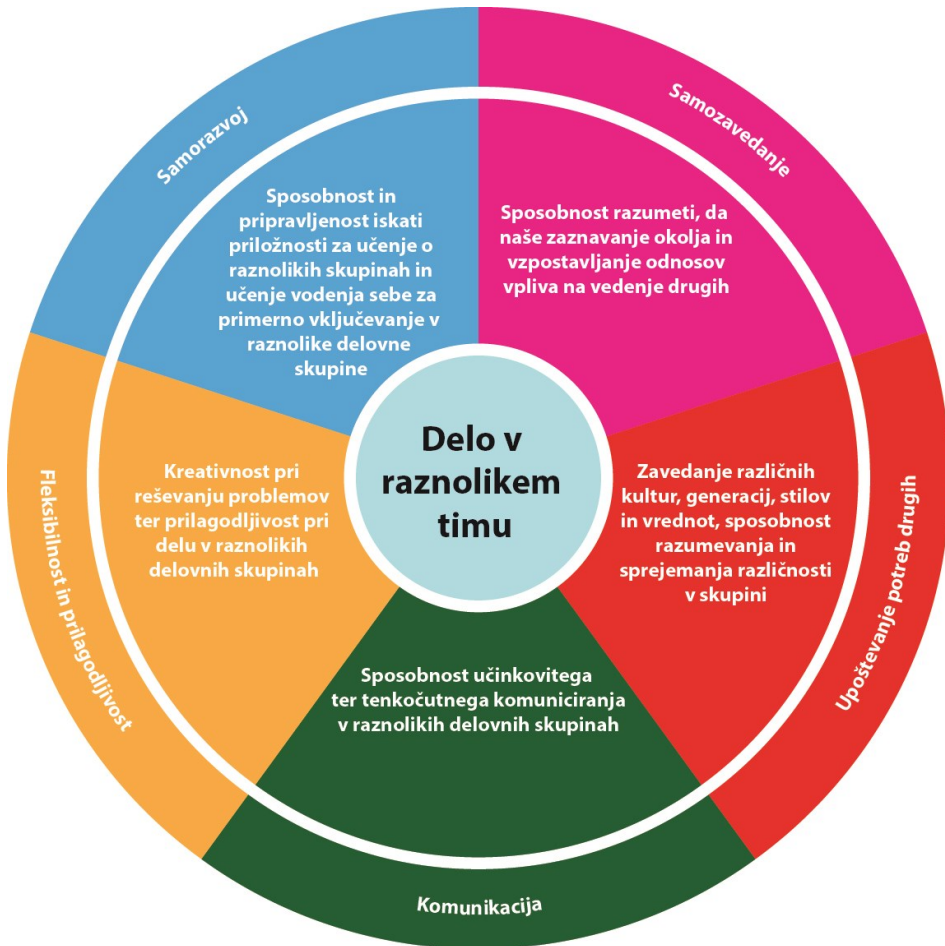 Samorazvoj
Sposobnost in
pripravljenost iskati
priložnosti za učenje o
raznolikih skupinah in
učenje vodenja sebe za
primerno vključevanje v
raznolike delovne
skupine
Samozavedanje
Sposobnost razumeti, da
naše zaznavanje okolja in
vzpostavljanje odnosov
vpliva na vedenje drugih
Delo v
raznolikem
timu
Fleksibilnost in prilagodljivost
Kreativnost pri
reševanju problemov
ter prilagodljivost pri
delu v raznolikih
delovnih skupinah
Zavedanje različnih
kultur, generacij, stilov
in vrednot, sposobnost
razumevanja in
sprejemanja različnosti
v skupini
Upoštevanje potreb drugih
Sposobnost učinkovitega
ter tenkočutnega komuniciranja
v raznolikih delovnih skupinah
Komunikacija